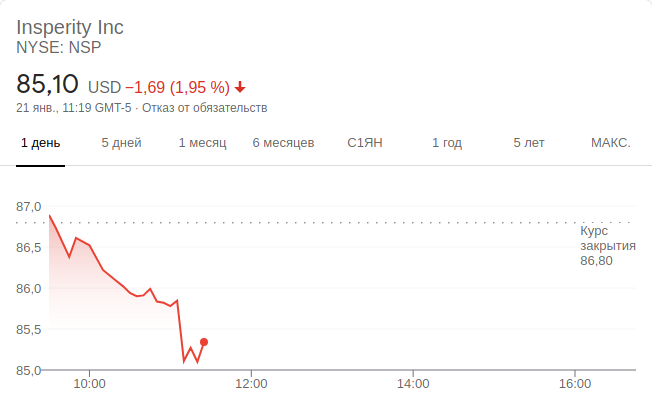 Insperity Inc
NYSE: NSP
85,10 USD −1,69 (1,95 %)
21 янв., 11:19 GMT-5 · Отказ от обязательств
1 день 5 дней 1 месяц 6 месяцев С1ЯН 1 год 5 лет МАКС.
87,0
Курс
закрытия
86,80
86,5
86,0
85,5
85,0
10:00 12:00 14:00 16:00